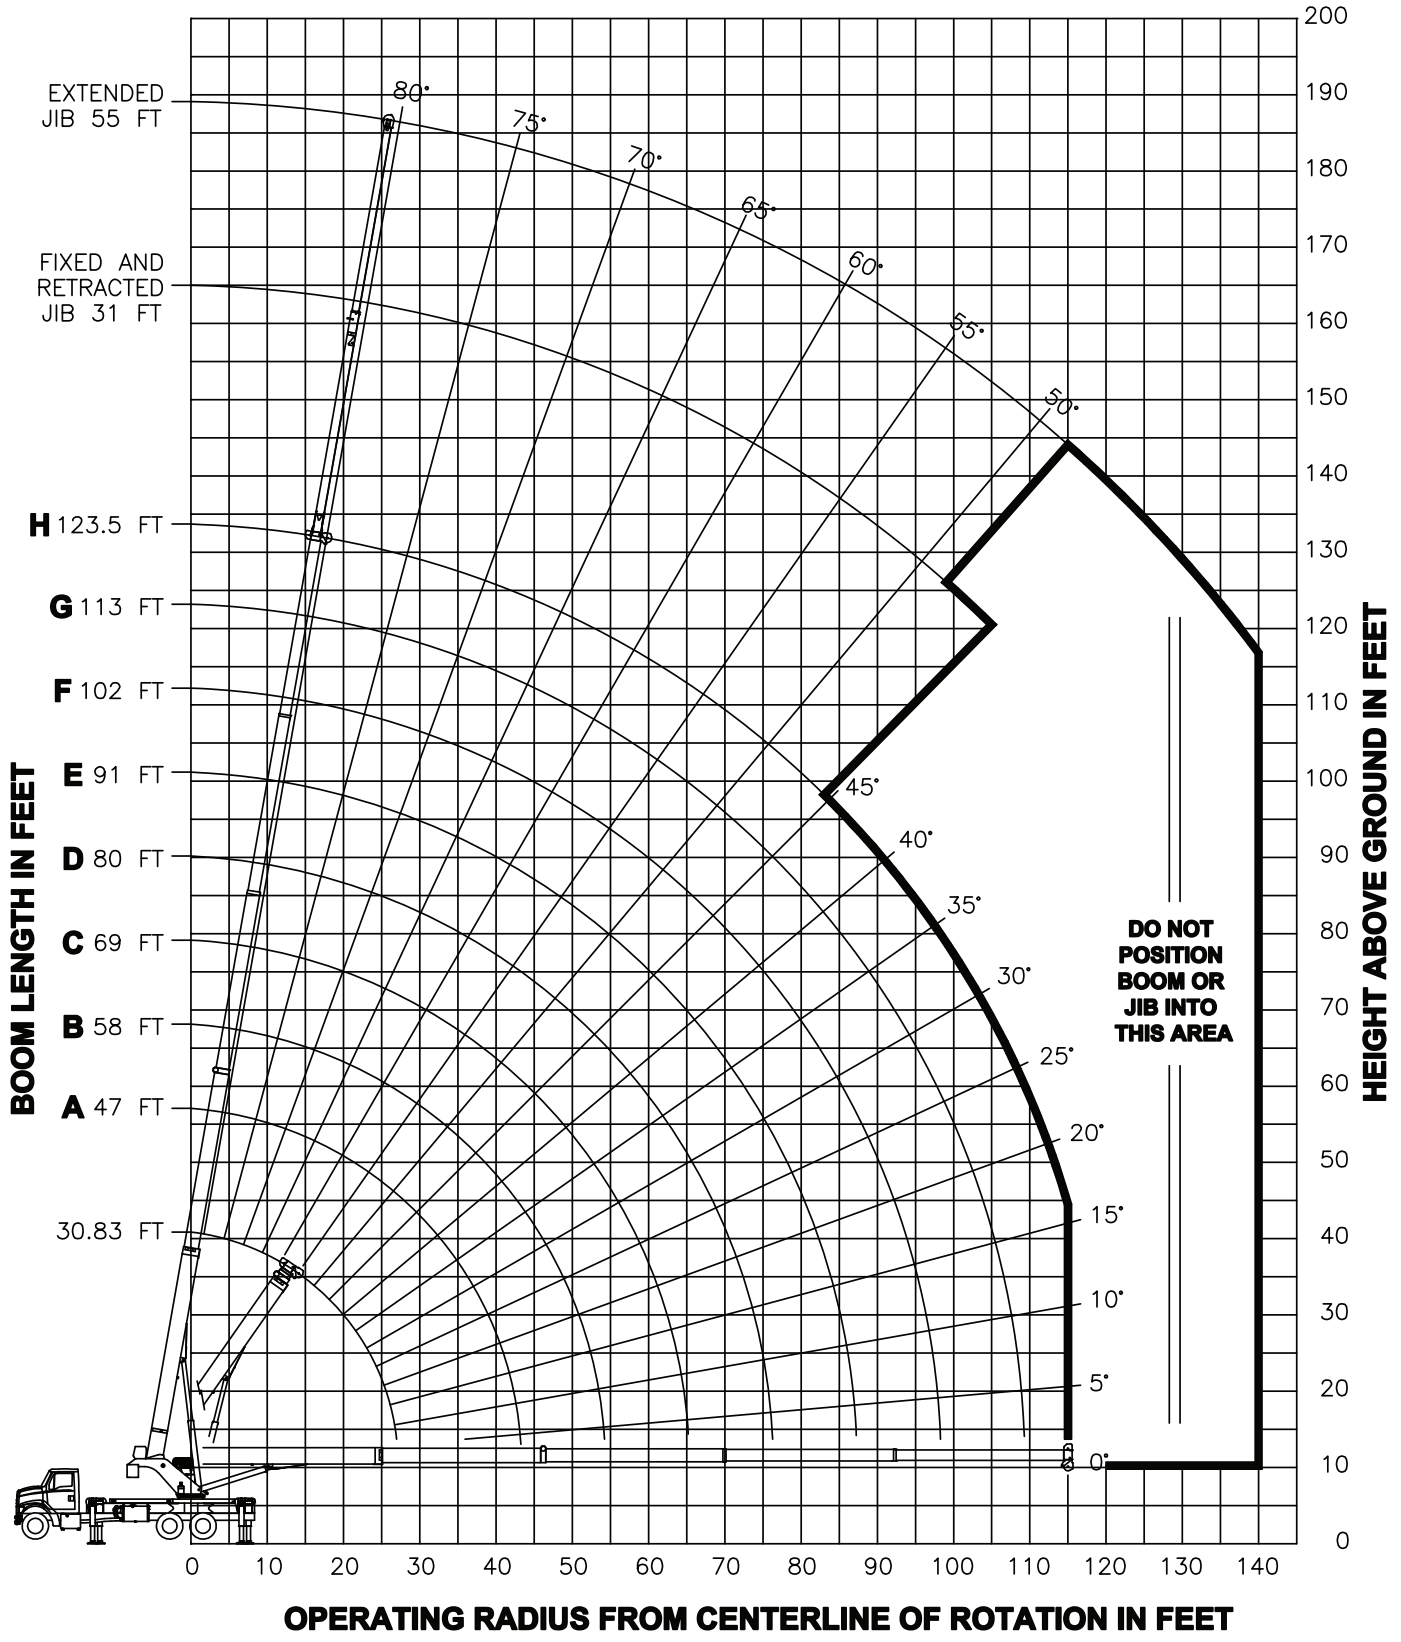 200
190
180
170
160
150
140
130
120
110
100
90
80
70
60
50
40
30
20
10
0
HEIGHT ABOVE GROUND IN FEET
EXTENDED
JIB 55 FT
FIXED AND
RETRACTED
JIB 31 FT
H 123.5 FT
G 113 FT
F 102 FT
E 91 FT
D 80 FT
C 69 FT
B 58 FT
A 47 FT
30.83 FT
BOOM LENGTH IN FEET
80°
75°
70°
65°
60°
55°
50°
45°
40°
35°
30°
25°
20°
15°
10°
5°
0°
DO NOT
POSITION
BOOM OR
JIB INTO
THIS AREA
0 10 20 30 40 50 60 70 80 90 100 110 120 130 140
OPERATING RADIUS FROM CENTERLINE OF ROTATION IN FEET